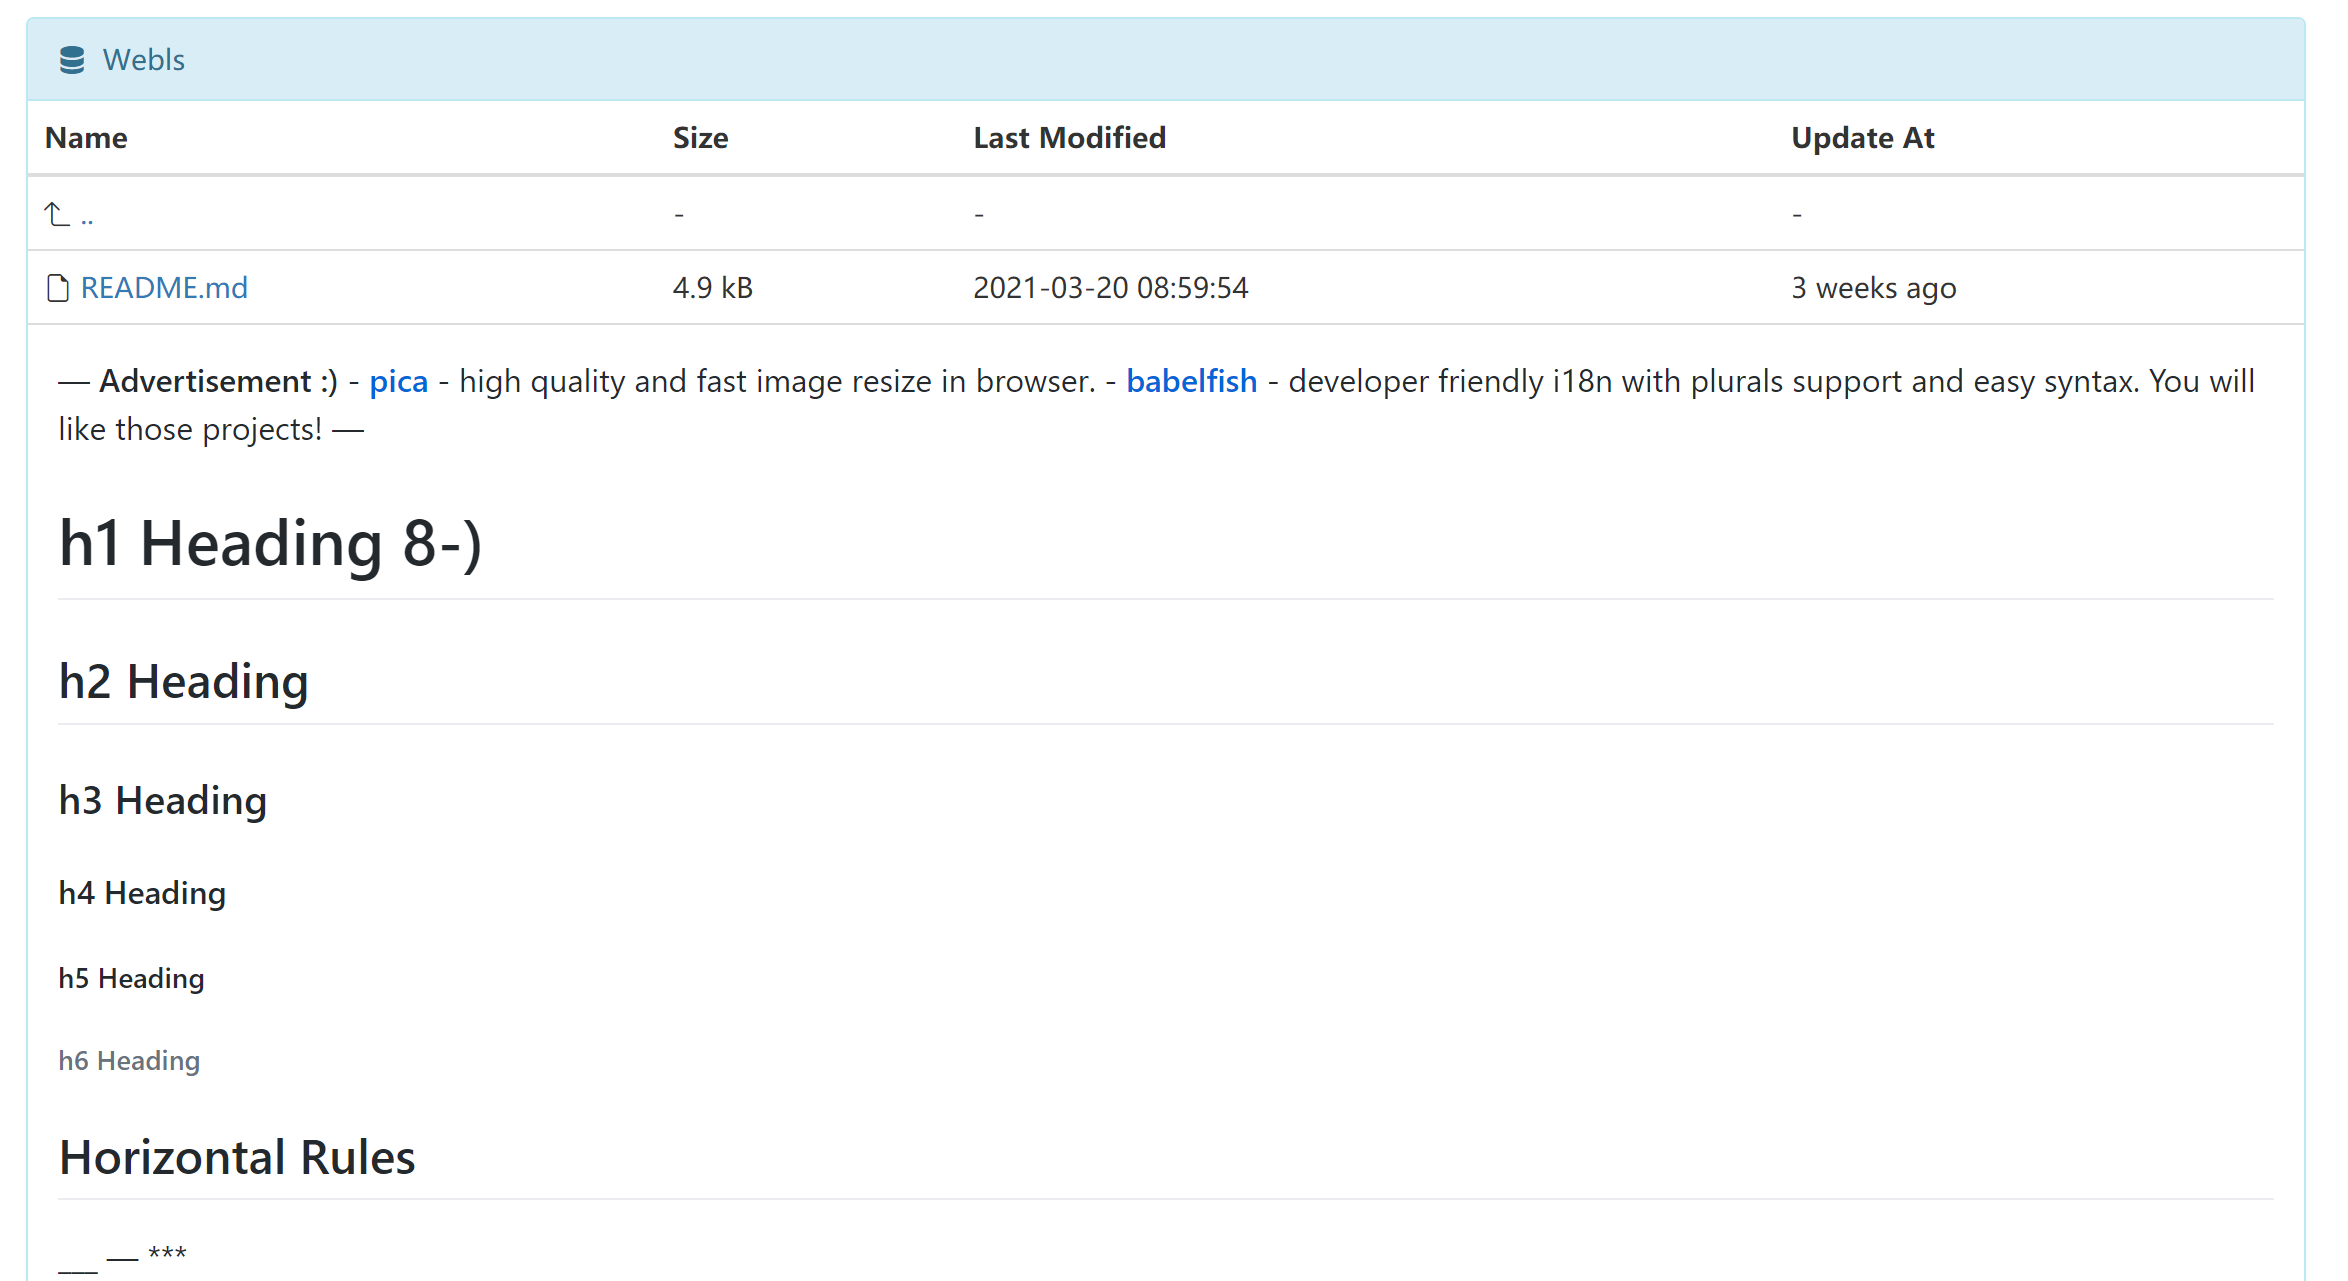 Webls
Name Size Last Modified Update At
.. - - -
README.md 4.9 kB 2021-03-20 08:59:54 3 weeks ago
— Advertisement :) - pica - high quality and fast image resize in browser. - babelfish - developer friendly i18n with plurals support and easy syntax. You will
like those projects! —
h1 Heading 8-)
h2 Heading
h3 Heading
h4 Heading
h5 Heading
h6 Heading
Horizontal Rules
___ — ***